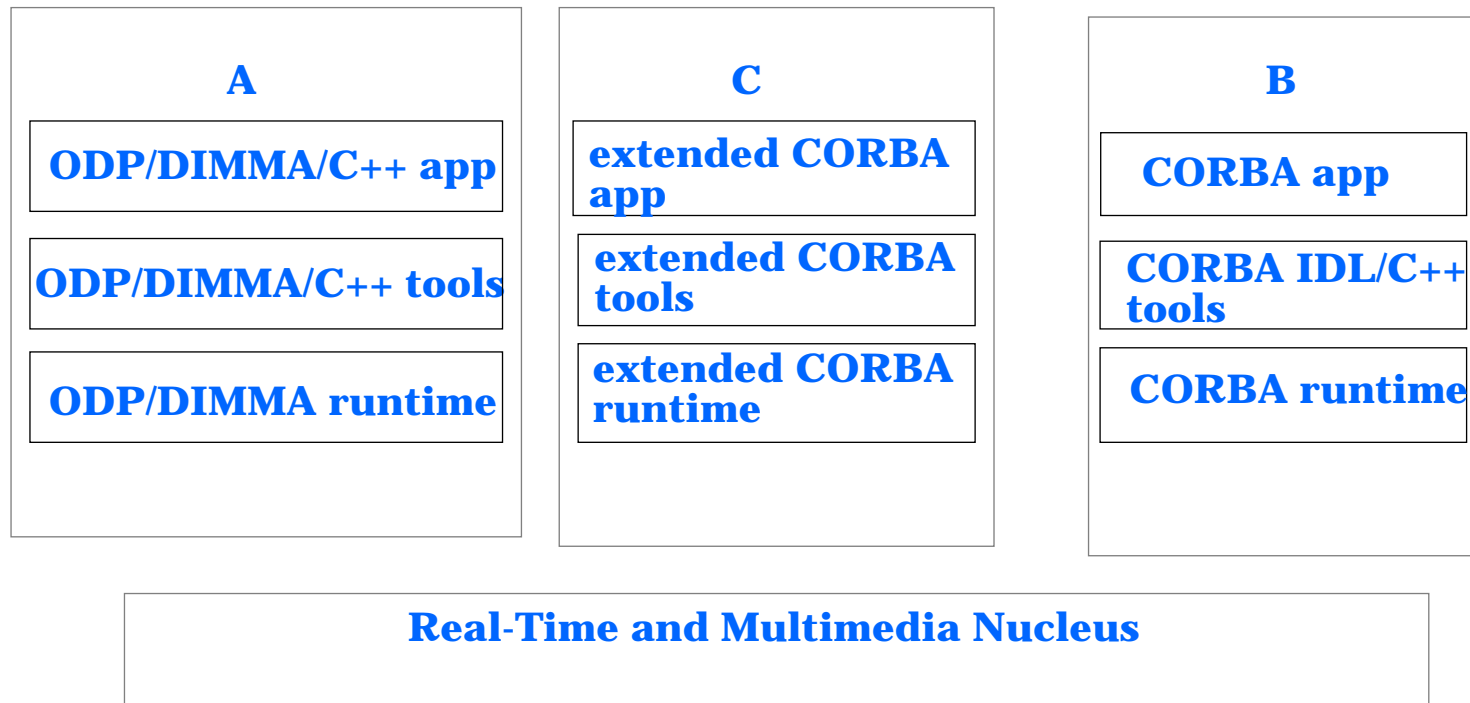 A
ODP/DIMMA/C++ app
ODP/DIMMA/C++ tools
ODP/DIMMA runtime
C
extended CORBA
app
extended CORBA
tools
extended CORBA
runtime
B
CORBA app
CORBA IDL/C++
tools
CORBA runtime
Real-Time and Multimedia Nucleus